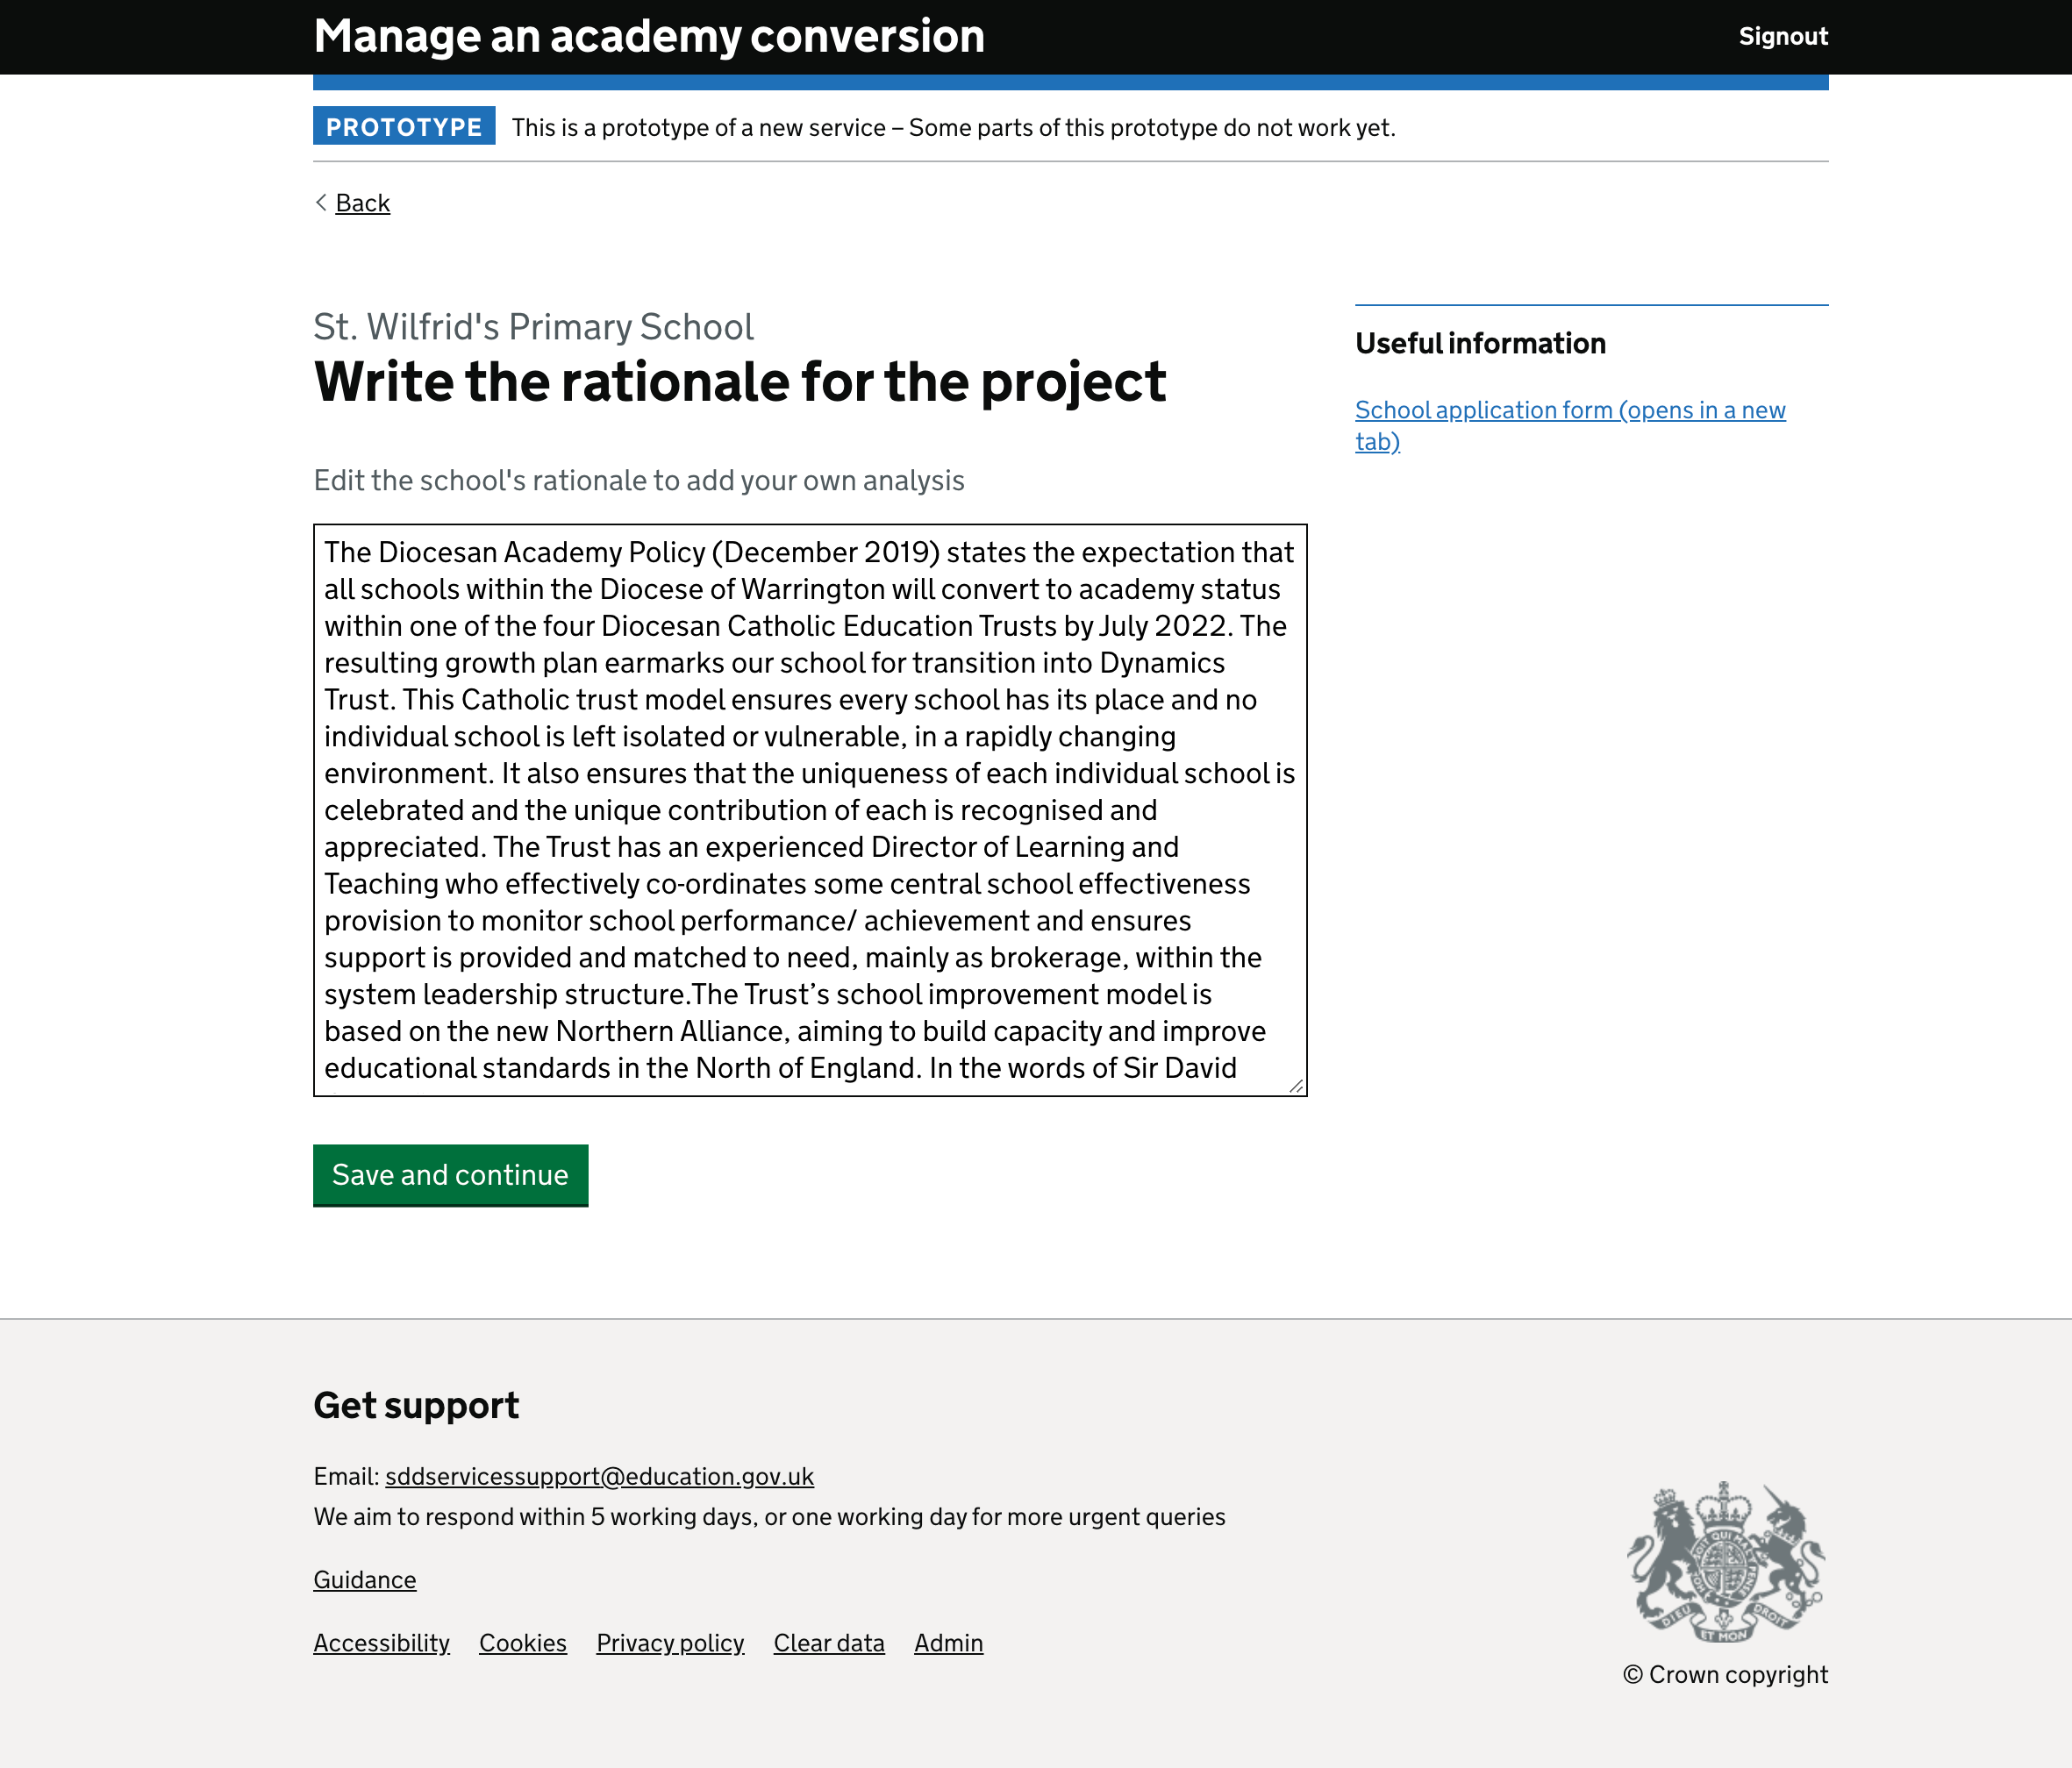 Manage an academy conversion
Signout
PROTOTYPE
This is a prototype of a new service – Some parts of this prototype do not work yet.
Back
St. Wilfrid's Primary School
Write the rationale for the project
Edit the school's rationale to add your own analysis
The Diocesan Academy Policy (December 2019) states the expectation that
all schools within the Diocese of Warrington will convert to academy status
within one of the four Diocesan Catholic Education Trusts by July 2022. The
resulting growth plan earmarks our school for transition into Dynamics
Trust. This Catholic trust model ensures every school has its place and no
individual school is left isolated or vulnerable, in a rapidly changing
environment. It also ensures that the uniqueness of each individual school is
celebrated and the unique contribution of each is recognised and
appreciated. The Trust has an experienced Director of Learning and
Teaching who effectively co-ordinates some central school effectiveness
provision to monitor school performance/ achievement and ensures
support is provided and matched to need, mainly as brokerage, within the
system leadership structure.The Trust’s school improvement model is
based on the new Northern Alliance, aiming to build capacity and improve
educational standards in the North of England. In the words of Sir David
Save and continue
Useful information
School application form (opens in a new
tab)
Get support
Email: sddservicessupport@education.gov.uk
We aim to respond within 5 working days, or one working day for more urgent queries
Guidance
Accessibility Cookies Privacy policy Clear data Admin
DIEU ET MON DROIT
© Crown copyright